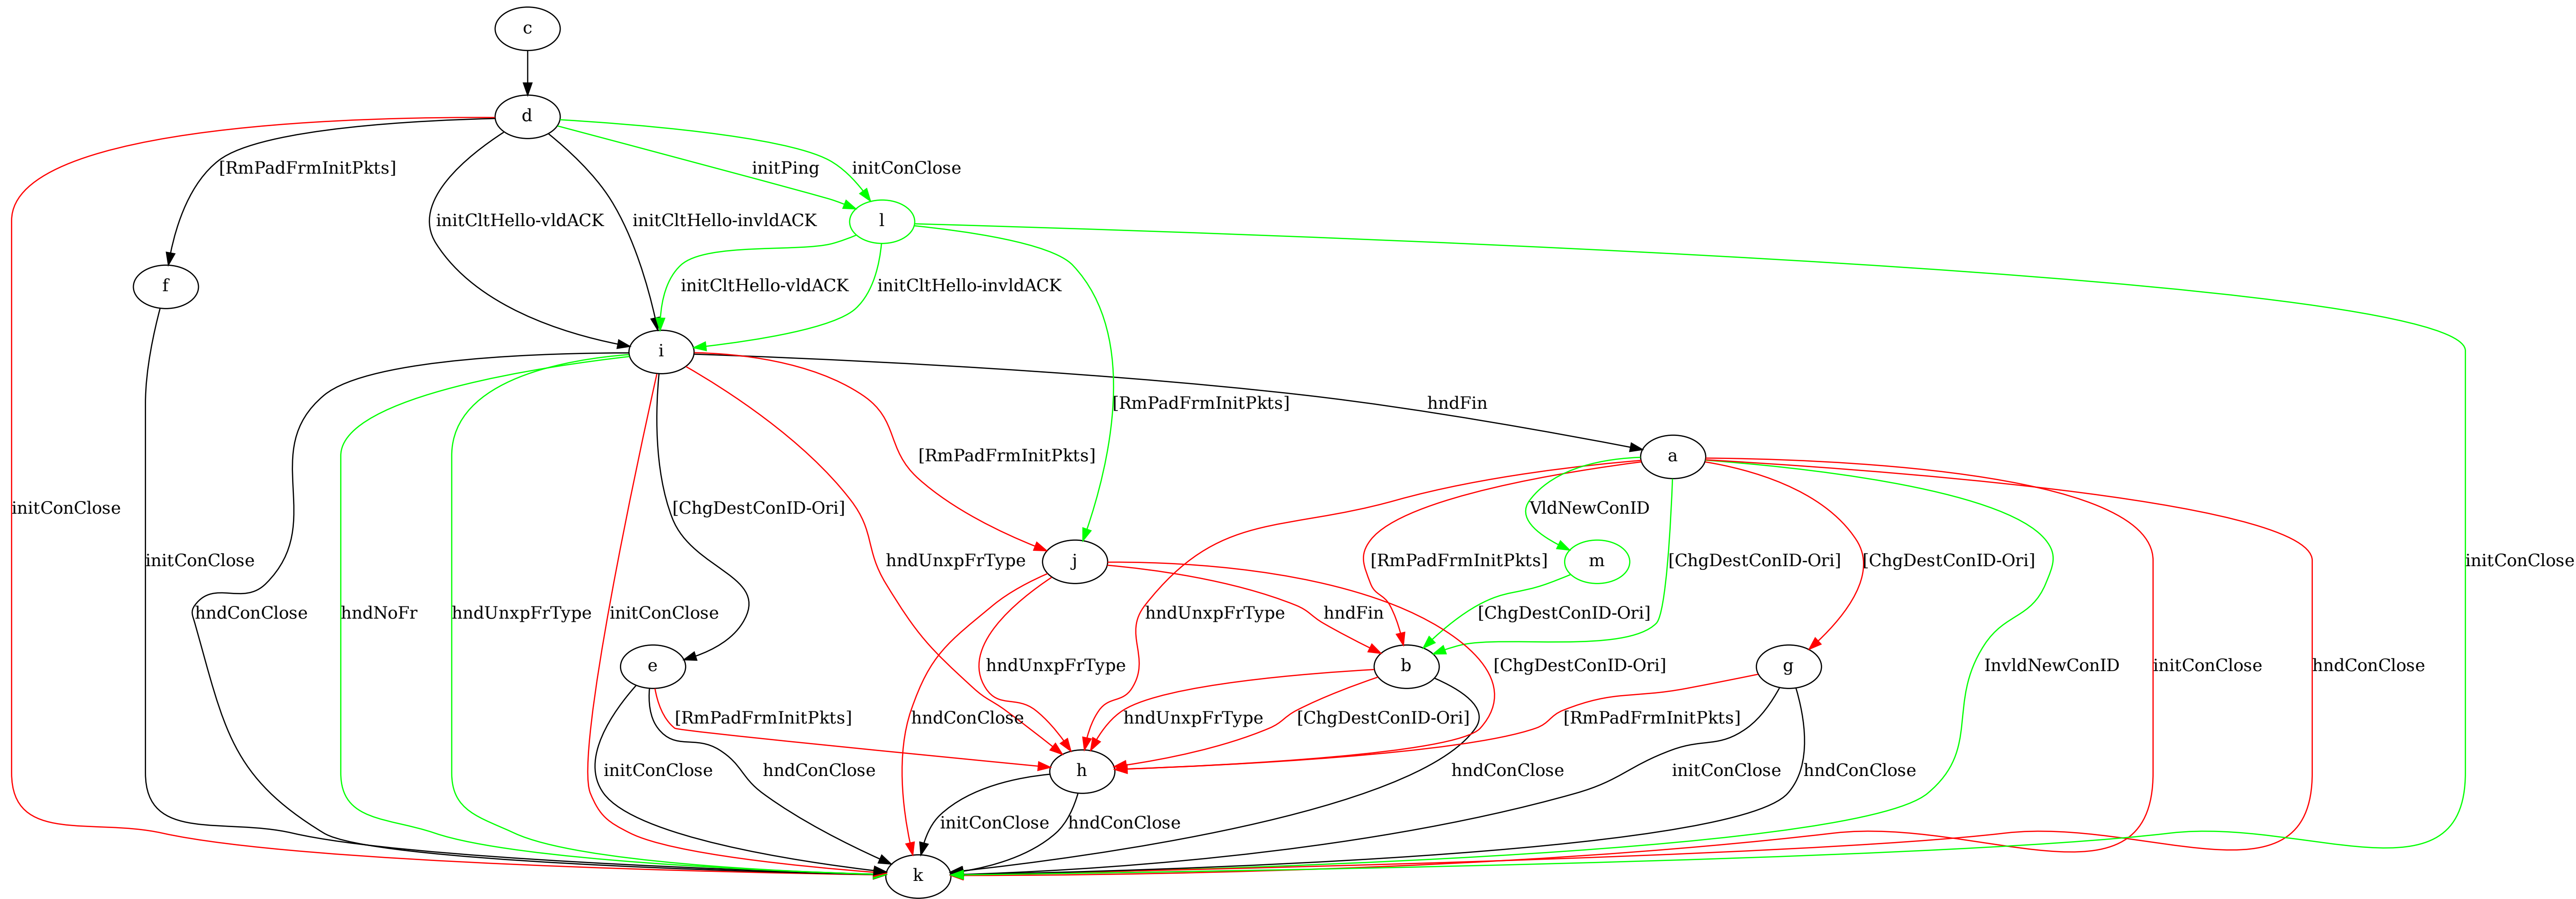 c
d
[RmPadFrmInitPkts]
initPing
initConClose
initCltHello-vldACK
initCltHello-invldACK
l
f
initCltHello-vldACK
initCltHello-invldACK
i
[RmPadFrmInitPkts]
hndFin
[RmPadFrmInitPkts]
a
initConClose
[ChgDestConID-Ori]
VldNewConID
initConClose
hndUnxpFrType
j
[RmPadFrmInitPkts]
m
[ChgDestConID-Ori]
[ChgDestConID-Ori]
initConClose
hndConClose
hndNoFr
hndUnxpFrType
initConClose
hndFin
hndUnxpFrType
[ChgDestConID-Ori]
e
hndUnxpFrType
b
[ChgDestConID-Ori]
g
InvldNewConID
initConClose
hndConClose
[RmPadFrmInitPkts]
hndConClose
hndUnxpFrType
[ChgDestConID-Ori]
[RmPadFrmInitPkts]
initConClose
hndConClose
h
hndConClose
initConClose
hndConClose
initConClose
hndConClose
k